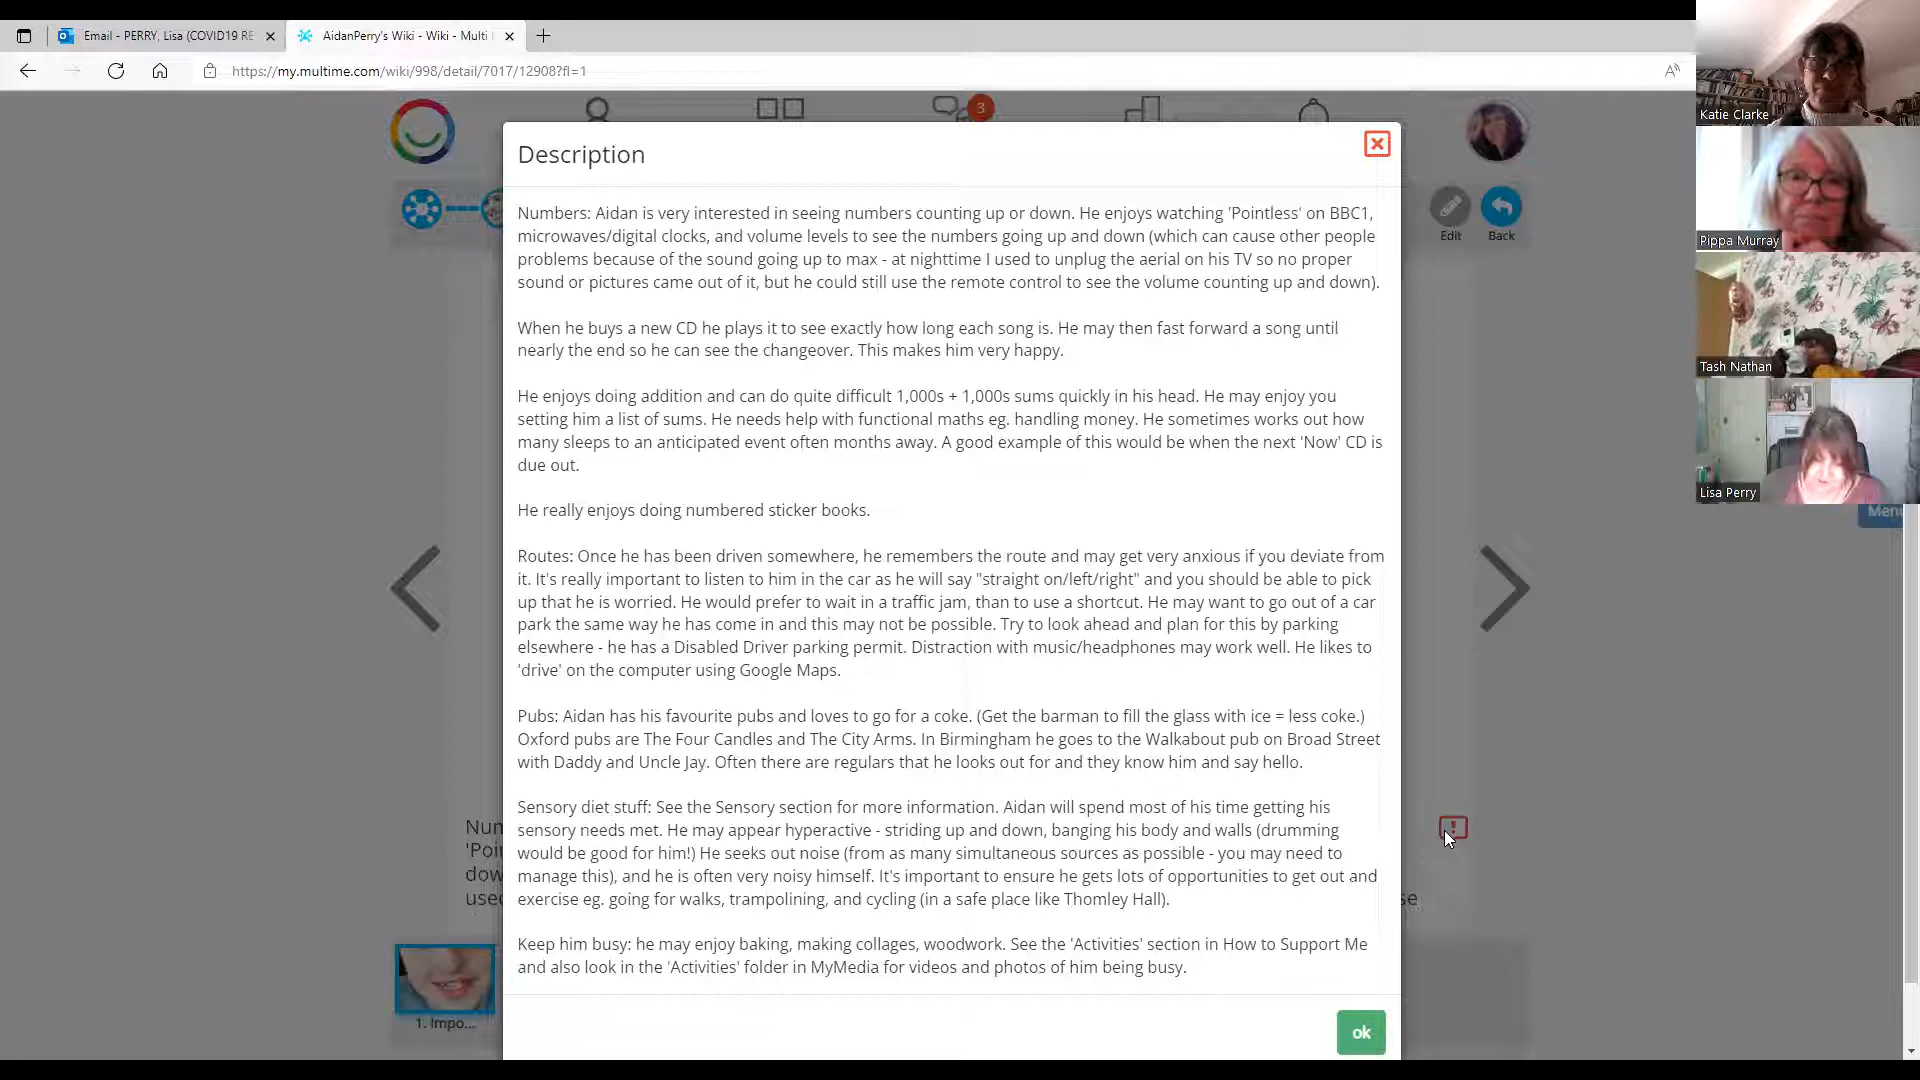 Email - PERRY, Lisa (COVID19 RE
AidanPerry's Wiki - Wiki - Multi
https://my.multime.com/wiki/998/detail/7017/12908?fl=1
3
Description
Edit
Back
Numbers: Aidan is very interested in seeing numbers counting up or down. He enjoys watching 'Pointless' on BBC1,
microwaves/digital clocks, and volume levels to see the numbers going up and down (which can cause other people
problems because of the sound going up to max - at nighttime I used to unplug the aerial on his TV so no proper
sound or pictures came out of it, but he could still use the remote control to see the volume counting up and down).
When he buys a new CD he plays it to see exactly how long each song is. He may then fast forward a song until
nearly the end so he can see the changeover. This makes him very happy.
He enjoys doing addition and can do quite difficult 1,000s + 1,000s sums quickly in his head. He may enjoy you
setting him a list of sums. He needs help with functional maths eg. handling money. He sometimes works out how
many sleeps to an anticipated event often months away. A good example of this would be when the next 'Now' CD is
due out.
He really enjoys doing numbered sticker books.
Routes: Once he has been driven somewhere, he remembers the route and may get very anxious if you deviate from
it. It's really important to listen to him in the car as he will say "straight on/left/right" and you should be able to pick
up that he is worried. He would prefer to wait in a traffic jam, than to use a shortcut. He may want to go out of a car
park the same way he has come in and this may not be possible. Try to look ahead and plan for this by parking
elsewhere - he has a Disabled Driver parking permit. Distraction with music/headphones may work well. He likes to
'drive' on the computer using Google Maps.
Pubs: Aidan has his favourite pubs and loves to go for a coke. (Get the barman to fill the glass with ice = less coke.)
Oxford pubs are The Four Candles and The City Arms. In Birmingham he goes to the Walkabout pub on Broad Street
with Daddy and Uncle Jay. Often there are regulars that he looks out for and they know him and say hello.
Sensory diet stuff: See the Sensory section for more information. Aidan will spend most of his time getting his
sensory needs met. He may appear hyperactive - striding up and down, banging his body and walls (drumming
would be good for him!) He seeks out noise (from as many simultaneous sources as possible - you may need to
manage this), and he is often very noisy himself. It's important to ensure he gets lots of opportunities to get out and
exercise eg. going for walks, trampolining, and cycling (in a safe place like Thomley Hall).
Keep him busy: he may enjoy baking, making collages, woodwork. See the 'Activities' section in How to Support Me
and also look in the 'Activities' folder in MyMedia for videos and photos of him being busy.
ok
Nun
'Poi
dow
used
se
1. Impo...
Menu
Katie Clarke
Pippa Murray
Tash Nathan
Lisa Perry